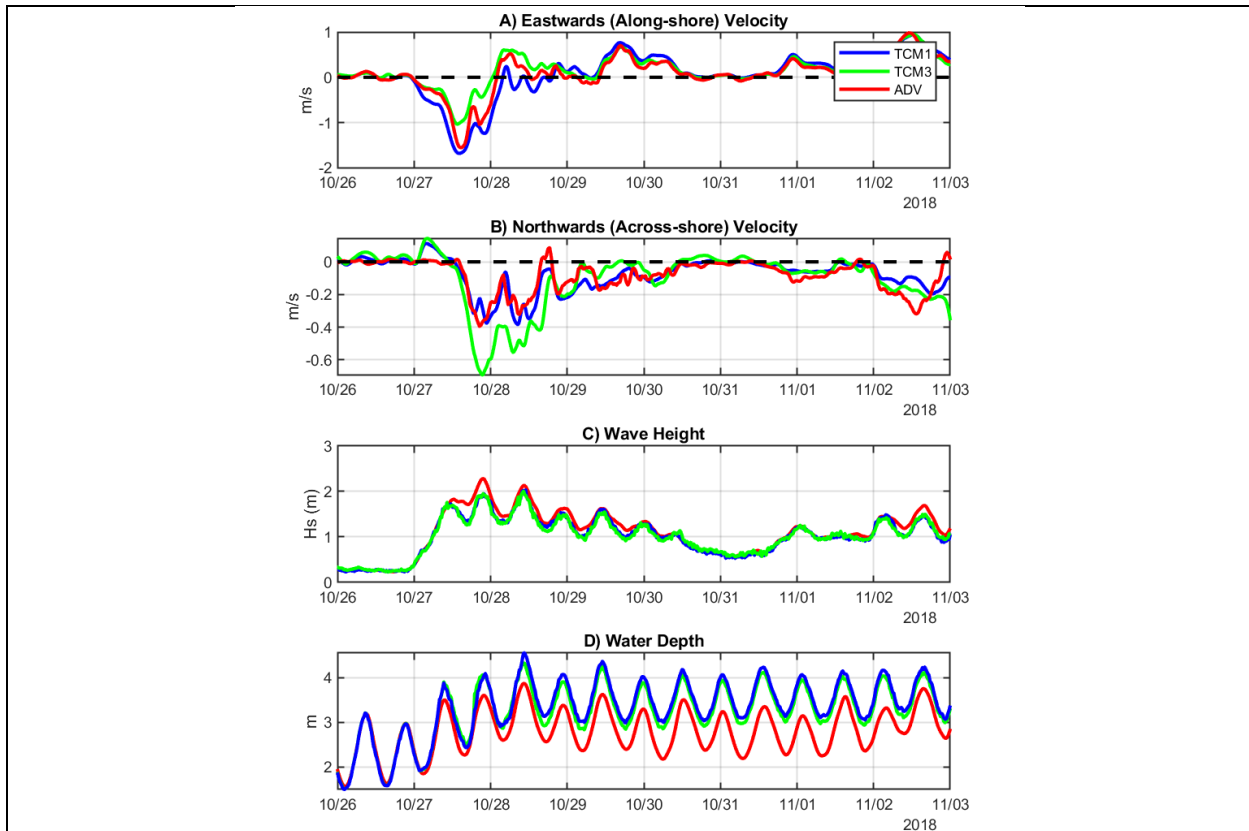 A) Eastwards (Along-shore) Velocity
1
0
-1
-2
m/s
TCM1
TCM3
ADV
10/26 10/27 10/28 10/29 10/30 10/31 11/01 11/02 11/03
2018
B) Northwards (Across-shore) Velocity
0
-0.2
-0.4
-0.6
m/s
10/26 10/27 10/28 10/29 10/30 10/31 11/01 11/02 11/03
2018
C) Wave Height
3
2
1
0
Hs (m)
10/26 10/27 10/28 10/29 10/30 10/31 11/01 11/02 11/03
2018
D) Water Depth
4
3
2
m
10/26 10/27 10/28 10/29 10/30 10/31 11/01 11/02 11/03
2018